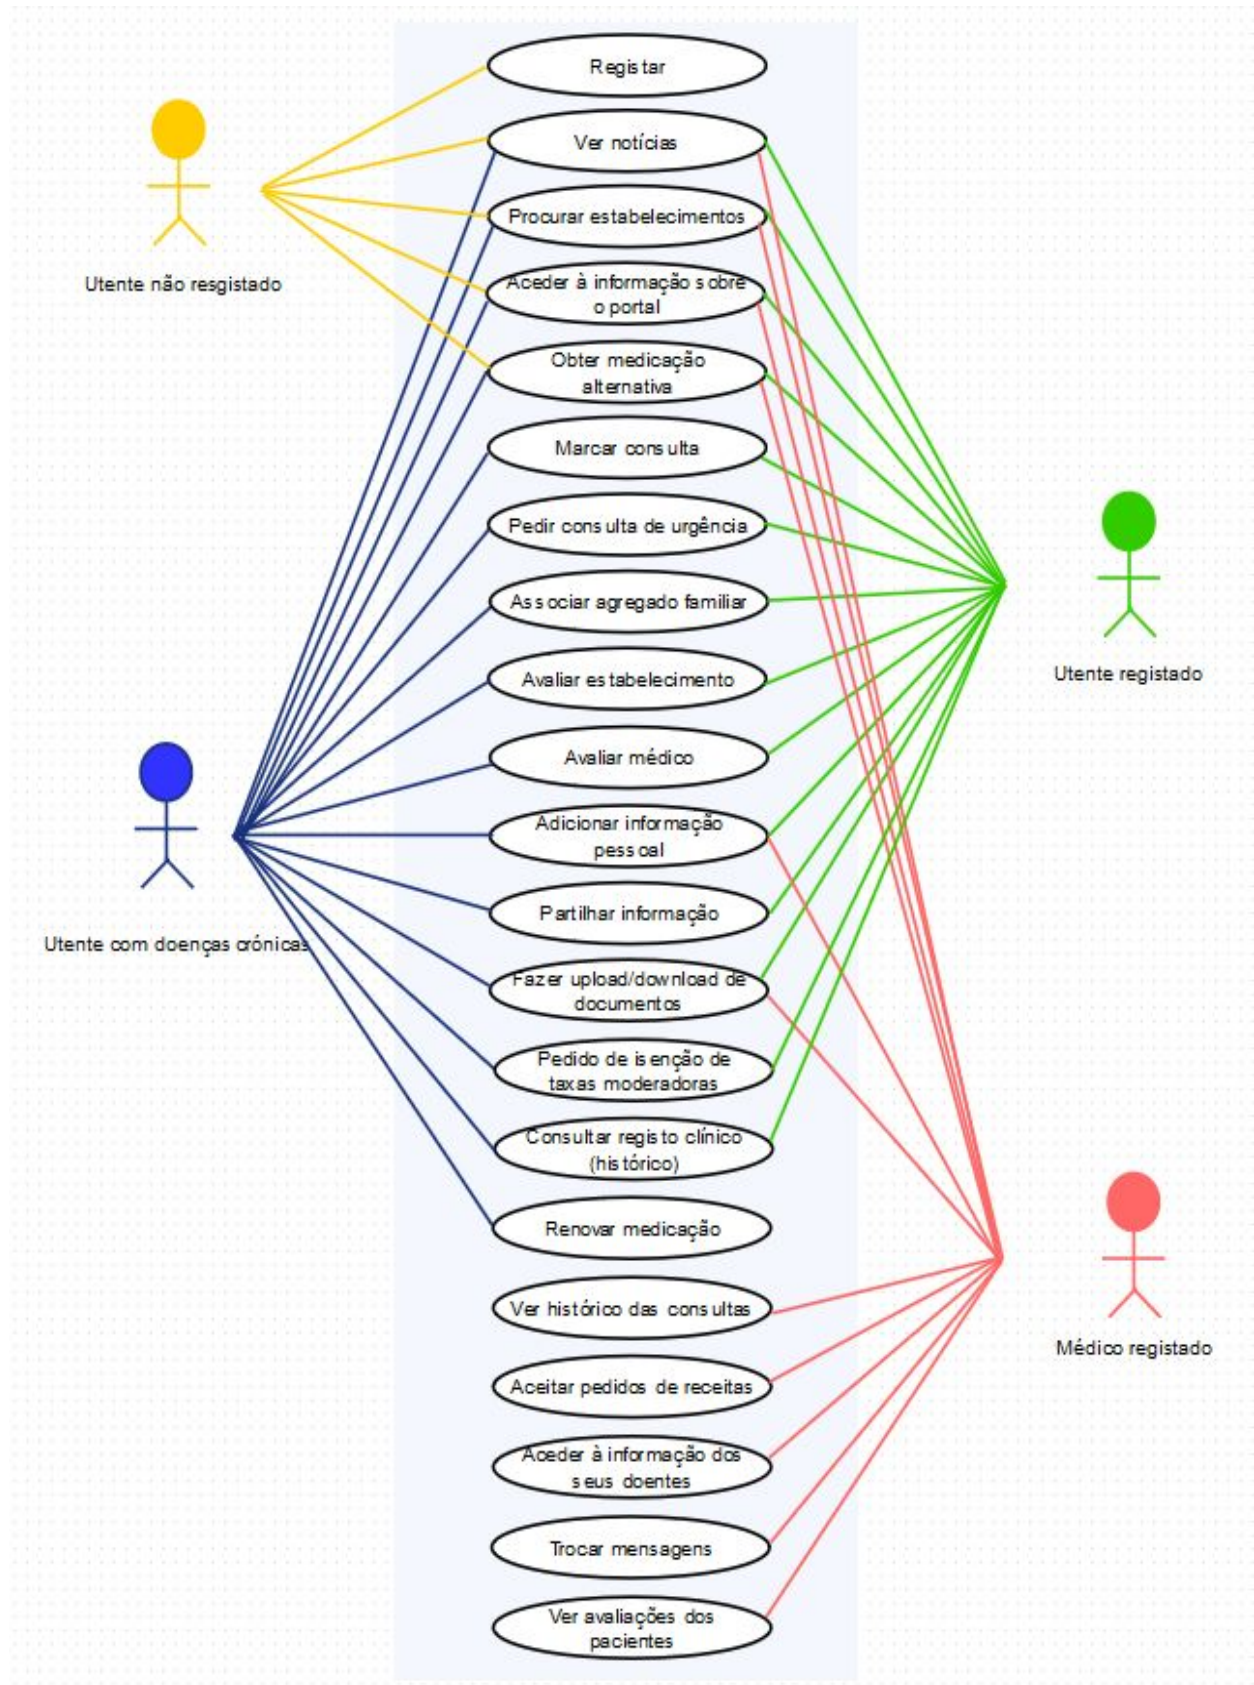 Registar
Ver notícias
Procurar estabelecimentos
Utente não resgistado
Aceder à informação sobre
o portal
Obter medicação
alternativa
Marcar consulta
Pedir consulta de urgência
Associar agregado familiar
Utente registado
Avaliar estabelecimento
Avaliar médico
Adicionar informação
pessoal
Partilhar informação
Utente com doenças crónicas
Fazer upload/download de
documentos
Pedido de isenção de
taxas moderadoras
Consultar registo clínico
(histórico)
Renovar medicação
Ver histórico das consultas
Médico registado
Aceitar pedidos de receitas
Aceder à informação dos
seus doentes
Trocar mensagens
Ver avaliações dos
pacientes